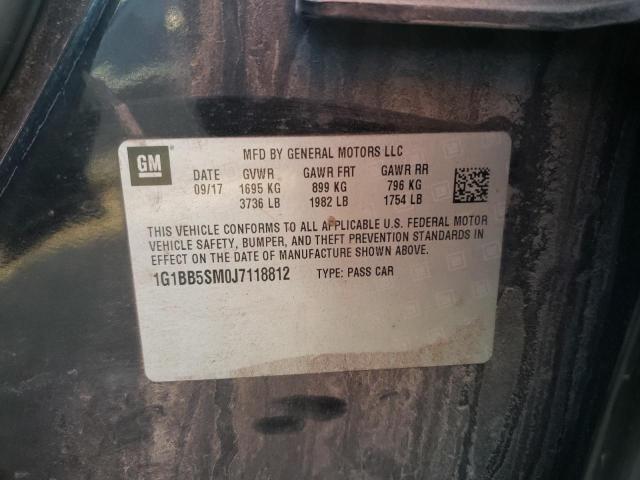 GM
MFD BY GENERAL MOTORS LLC
DATE GVWR GAWR FRT GAWR RR
09/17 1695 KG 899 KG 796 KG
3736 LB 1982 LB 1754 LB
THIS VEHICLE CONFORMS TO ALL APPLICABLE U.S. FEDERAL MOTOR
VEHICLE SAFETY, BUMPER, AND THEFT PREVENTION STANDARDS IN
EFFECT ON THE DATE OF MANUFACTURE SHOWN ABOVE.
1G1BB5SM0J7118812 TYPE: PASS CAR